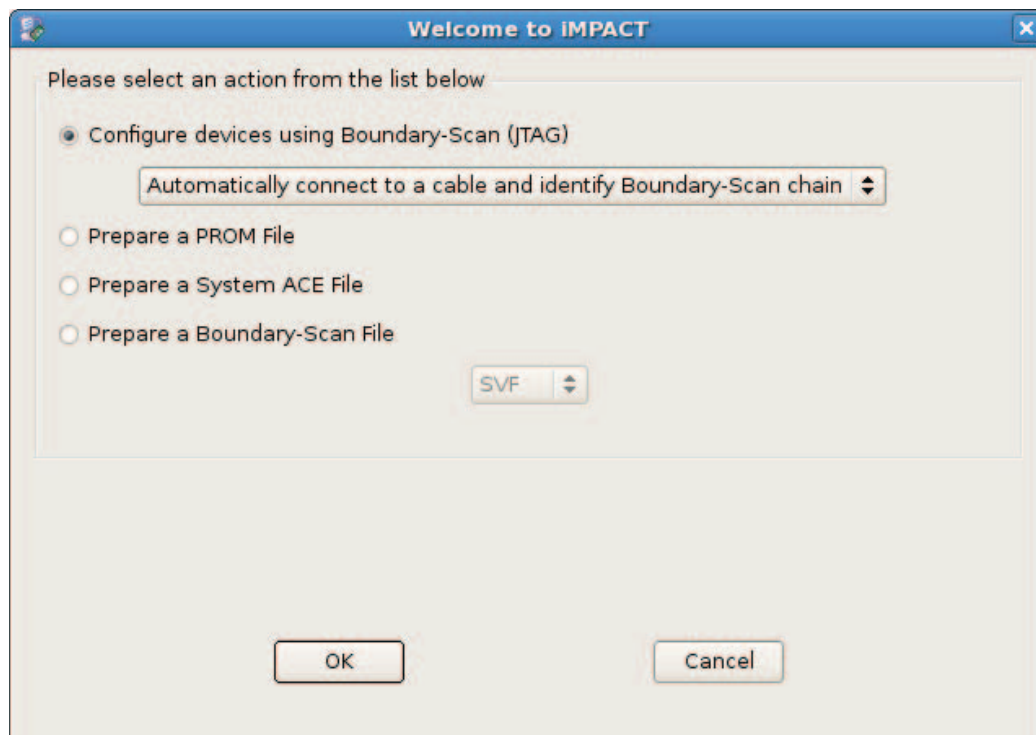 Welcome to iMPACT
Please select an action from the list below
Configure devices using Boundary-Scan (JTAG)
Automatically connect to a cable and identify Boundary-Scan chain
Prepare a PROM File
Prepare a System ACE File
Prepare a Boundary-Scan File
SVF
OK Cancel